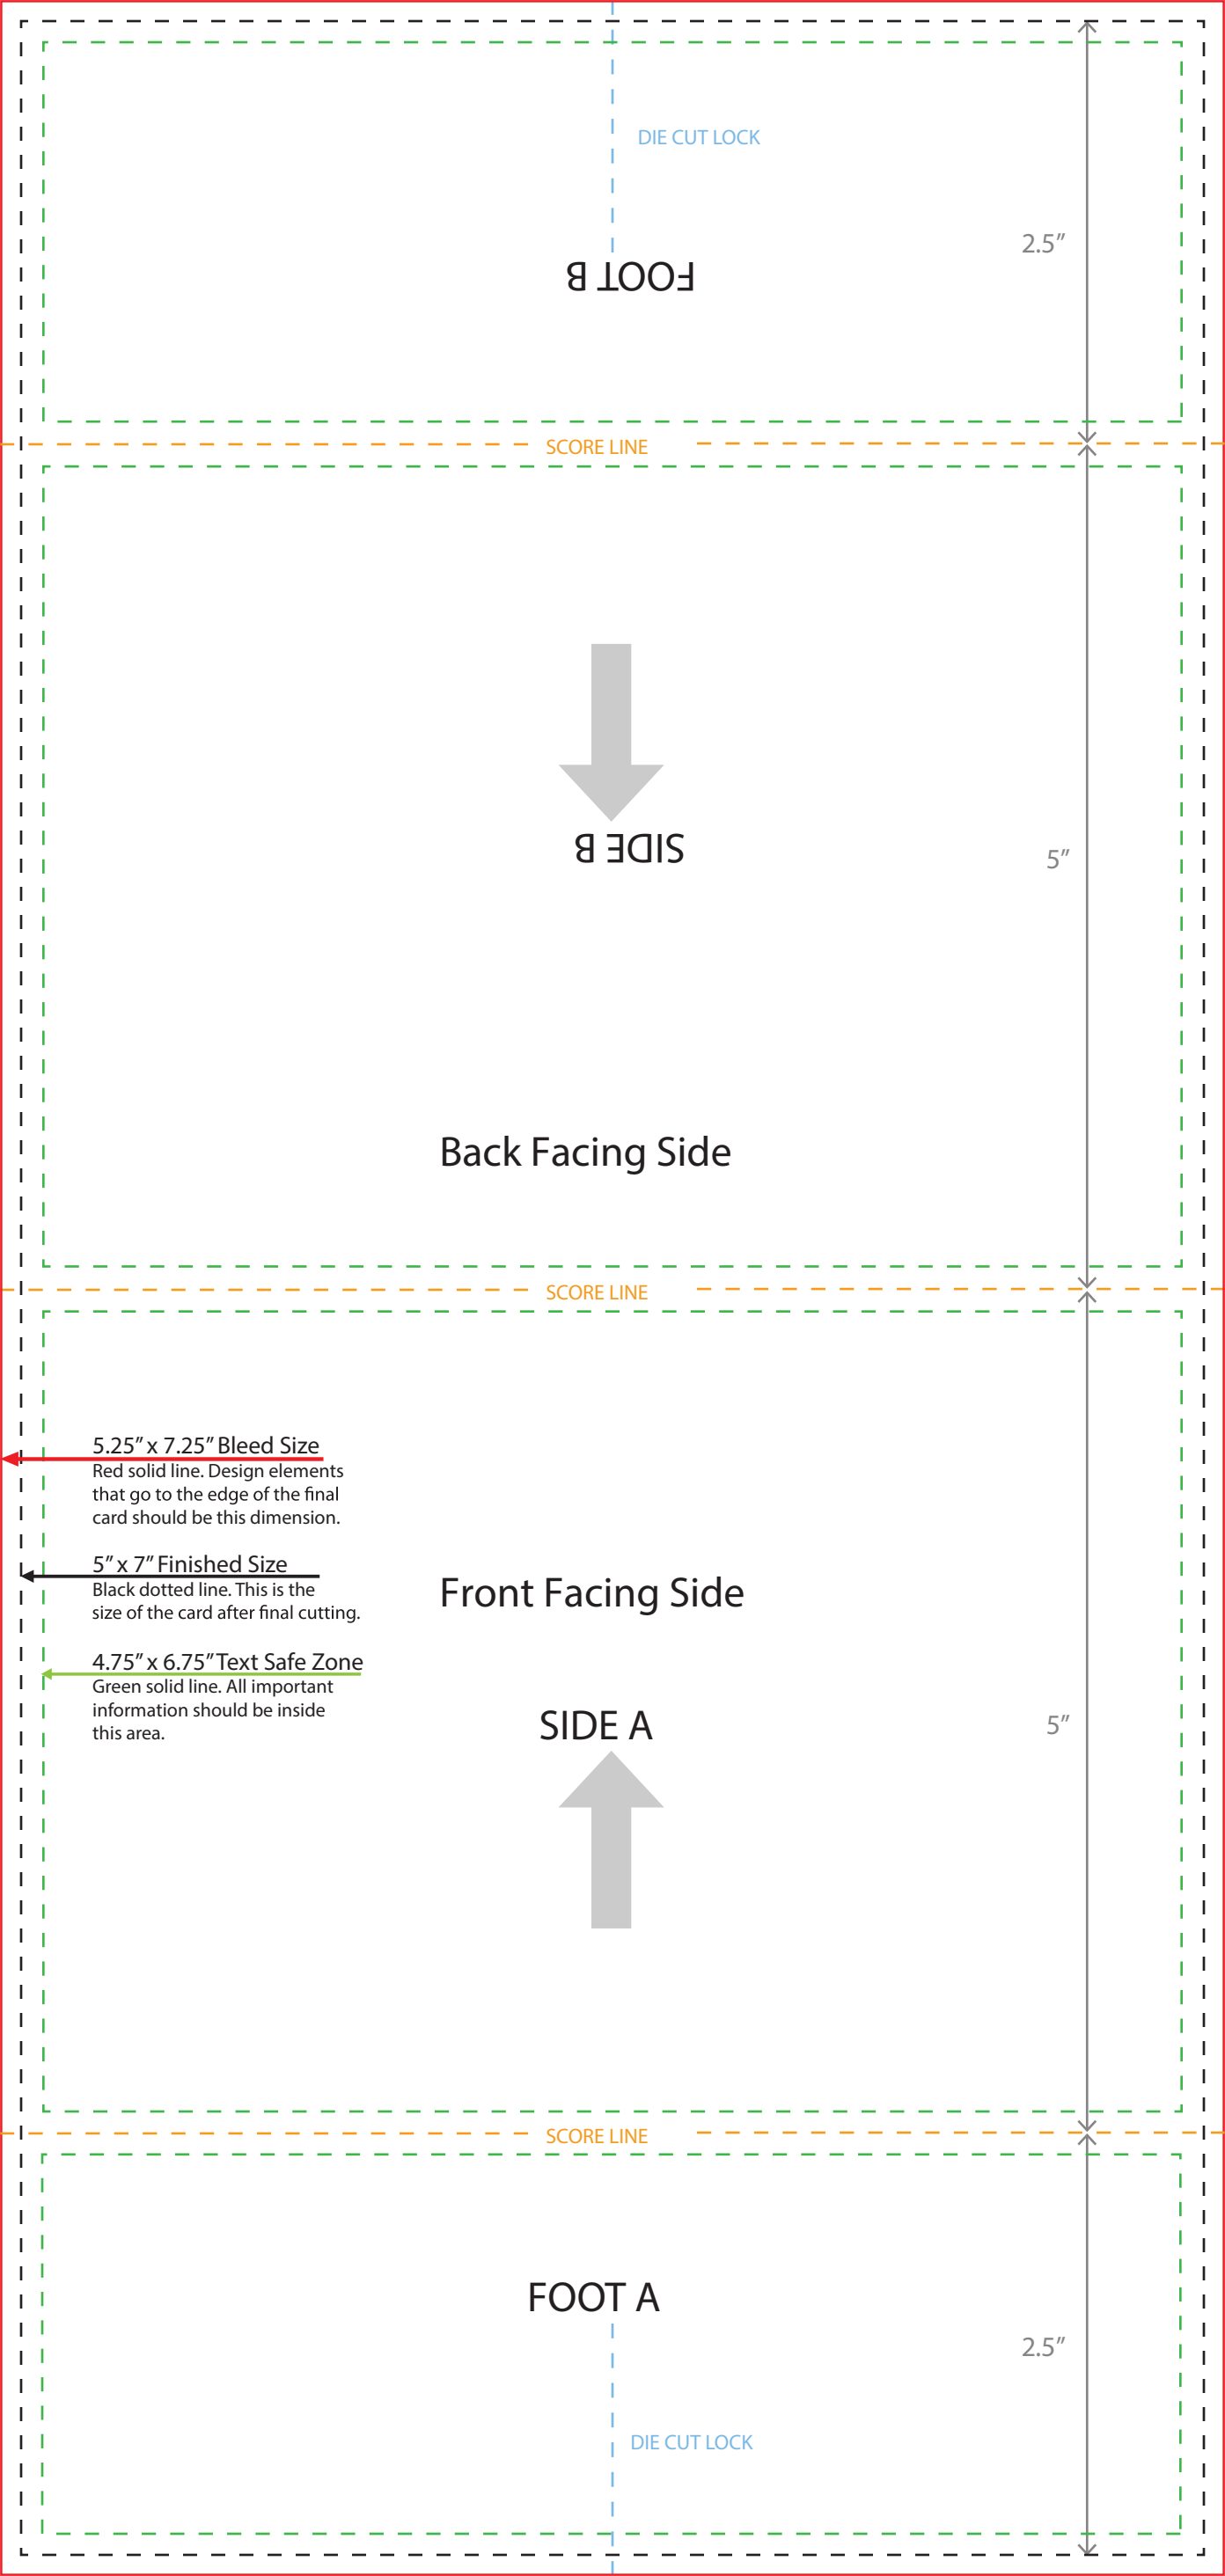 DIE CUT LOCK
2.5”
FOOT B
SCORE LINE
SIDE B
5”
Back Facing Side
SCORE LINE
5.25” x 7.25” Bleed Size
Red solid line. Design elements
that go to the edge of the final
card should be this dimension.
5” x 7” Finished Size
Black dotted line. This is the
size of the card after final cutting.
Front Facing Side
4.75” x 6.75” Text Safe Zone
Green solid line. All important
information should be inside
this area.
SIDE A
5”
SCORE LINE
FOOT A
2.5”
DIE CUT LOCK